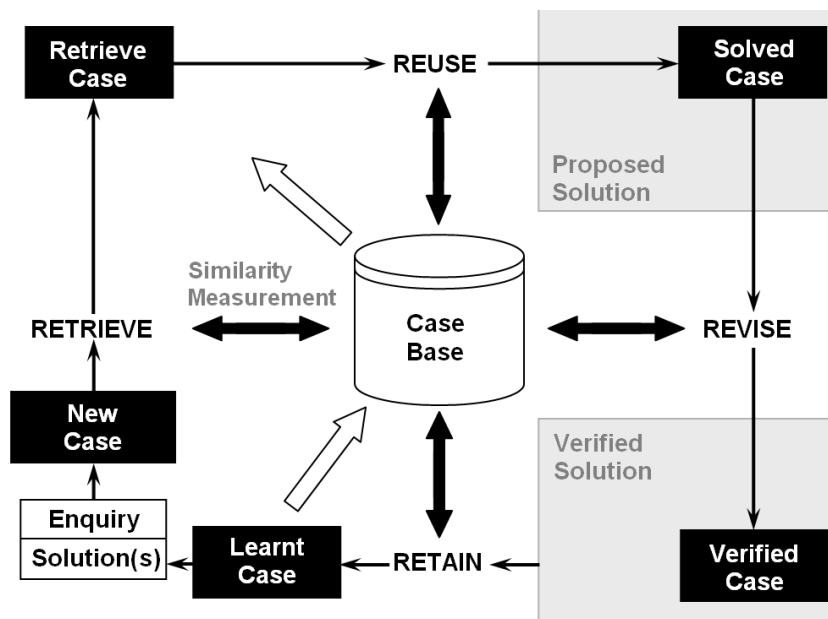 Retrieve
Case
REUSE
Solved
Case
Proposed
Solution
Similarity
Measurement
RETRIEVE
Case
Base
REVISE
New
Case
Verified
Solution
Enquiry
Solution(s)
Learnt
Case
RETAIN
Verified
Case